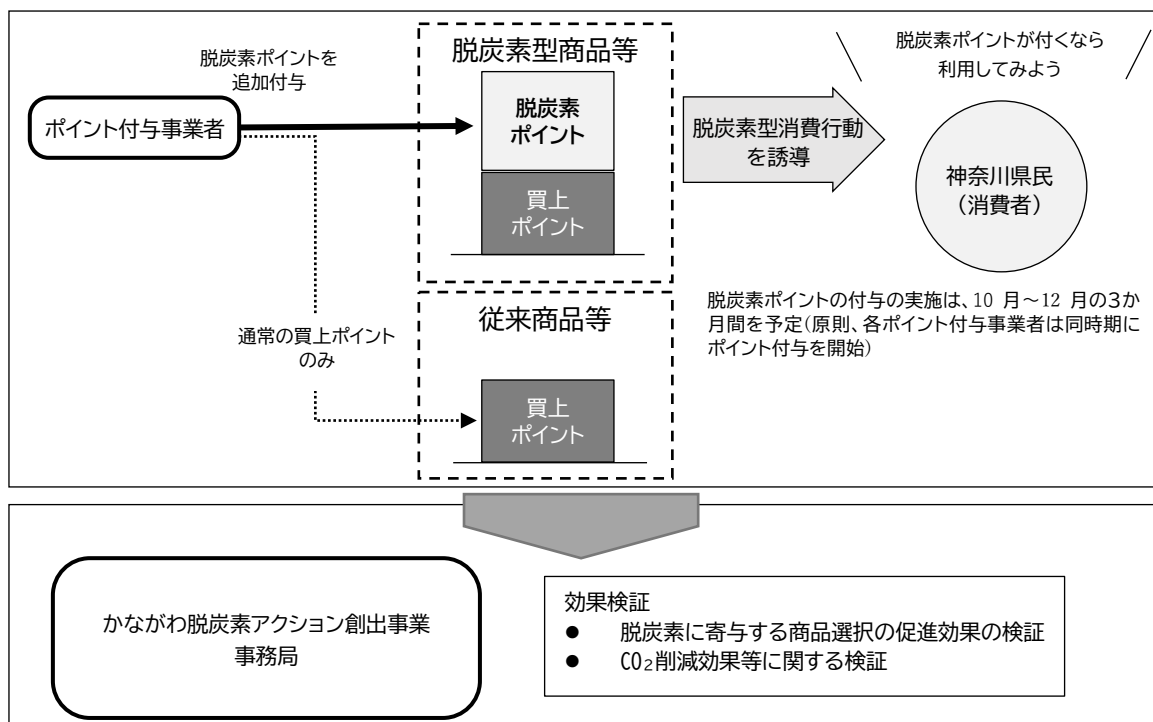 脱炭素ポイントを
追加付与
ポイント付与事業者
脱炭素型商品等
脱炭素
ポイント
買上
ポイント
脱炭素型消費行動
を誘導
脱炭素ポイントが付くなら
利用してみよう
神奈川県民
（消費者）
脱炭素ポイントの付与の実施は、10 月～12 月の３か
月間を予定(原則、各ポイント付与事業者は同時期に
ポイント付与を開始)
通常の買上ポイント
のみ
従来商品等
買上
ポイント
かながわ脱炭素アクション創出事業
事務局
効果検証
● 脱炭素に寄与する商品選択の促進効果の検証
● CO₂削減効果等に関する検証